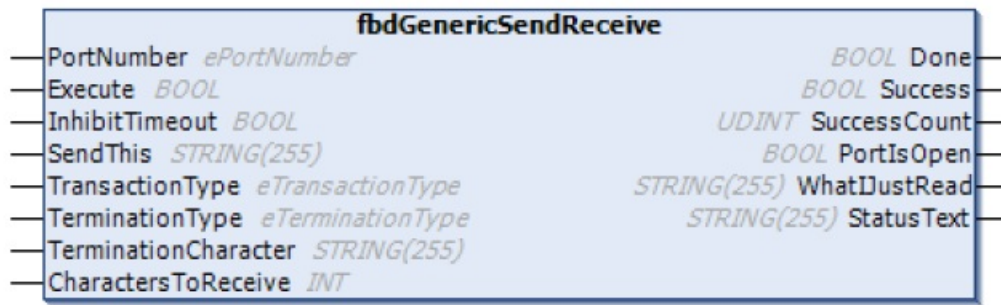 fbdGenericSendReceive
PortNumber ePortNumber BOOL Done
Execute BOOL BOOL Success
InhibitTimeout BOOL UDINT SuccessCount
SendThis STRING(255) BOOL PortIsOpen
TransactionType eTransactionType STRING(255) WhatIJustRead
TerminationType eTerminationType STRING(255) StatusText
TerminationCharacter STRING(255)
CharactersToReceive INT